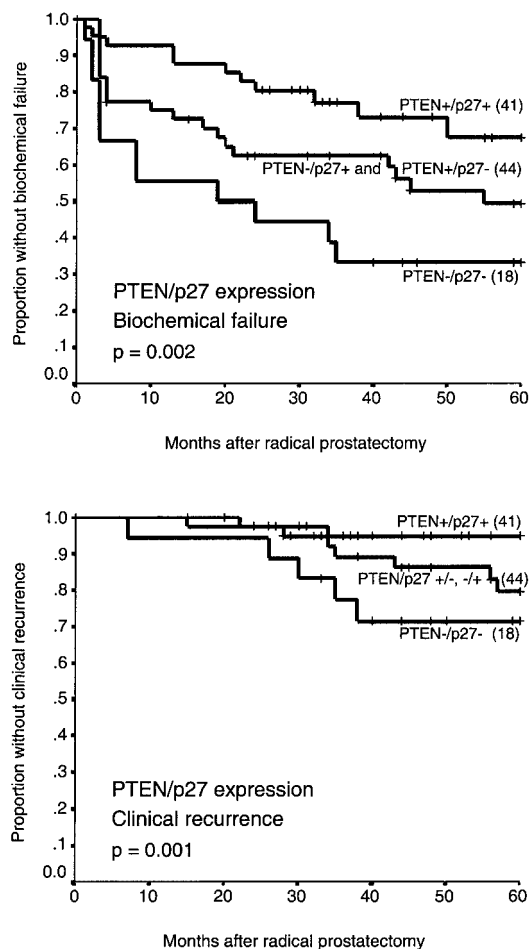 Proportion without biochemical failure
1.0
.9
.8
.7
.6
.5
.4
.3
.2
.1
0.0
PTEN+/p27+ (41)
PTEN-/p27+ and
PTEN+/p27- (44)
PTEN-/p27- (18)
PTEN/p27 expression
Biochemical failure
p = 0.002
0 10 20 30 40 50 60
Months after radical prostatectomy
Proportion without clinical recurrence
1.0
.9
.8
.7
.6
.5
.4
.3
.2
.1
0.0
PTEN+/p27+ (41)
PTEN/p27 +/-, -/+ (44)
PTEN-/p27- (18)
PTEN/p27 expression
Clinical recurrence
p = 0.001
0 10 20 30 40 50 60
Months after radical prostatectomy